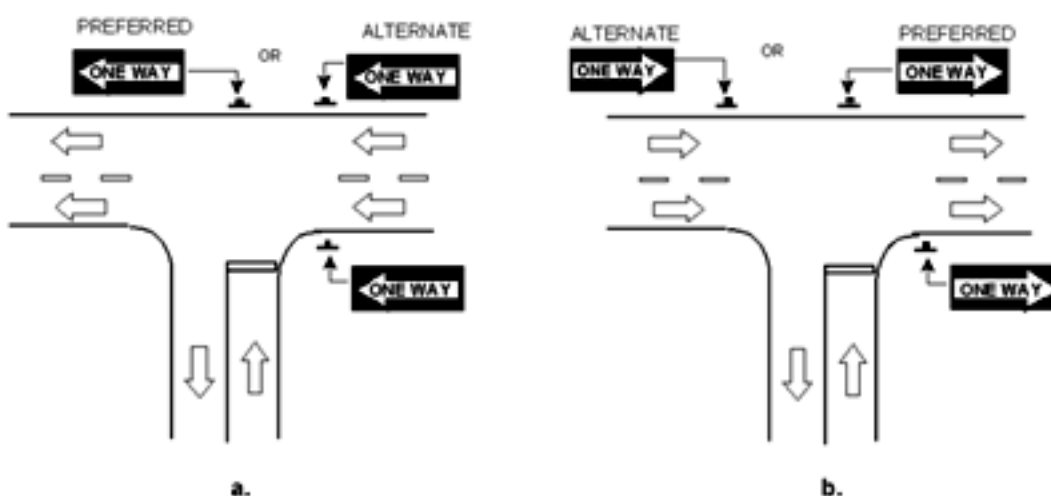 PREFERRED
OR
ALTERNATE
ONE WAY
ONE WAY
ONE WAY
a.
ALTERNATE
OR
PREFERRED
ONE WAY
ONE WAY
ONE WAY
b.